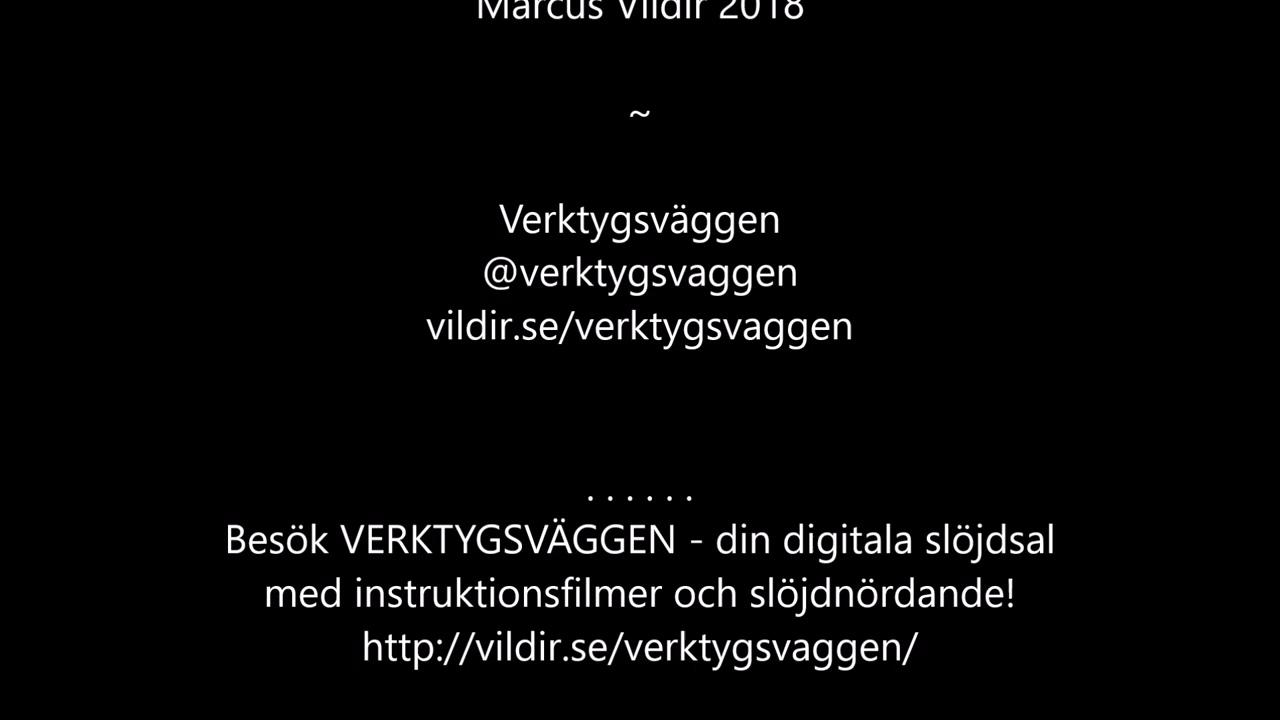 Marcus Vildir 2018
~
Verktygsväggen
@verktygsvaggen
vildir.se/verktygsvaggen
. . . . . .
Besök VERKTYGSVÄGGEN - din digitala slöjdsal
med instruktionsfilmer och slöjdnördande!
http://vildir.se/verktygsvaggen/